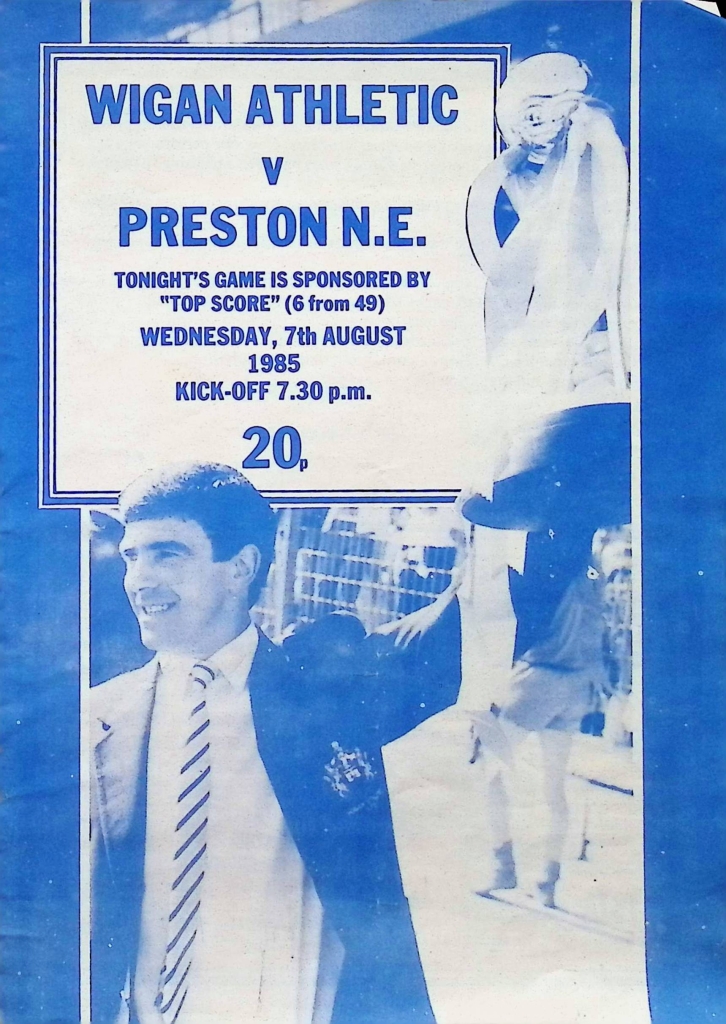 WIGAN ATHLETIC
V
PRESTON N.E.
TONIGHT'S GAME IS SPONSORED BY
"TOP SCORE" (6 from 49)
WEDNESDAY, 7th AUGUST
1985
KICK-OFF 7.30 p.m.
20p